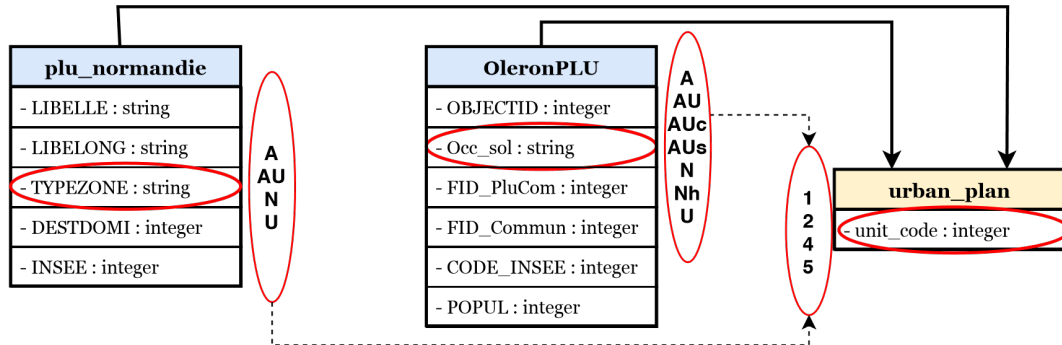 plu_normandie
- LIBELLE : string
- LIBELONG : string
- TYPEZONE : string
- DESTDOMI : integer
- INSEE : integer
A
AU
N
U
OleronPLU
- OBJECTID : integer
- Occ_sol : string
- FID_PluCom : integer
- FID_Commun : integer
- CODE_INSEE : integer
- POPUL : integer
A
AU
AUc
AUs
N
Nh
U
1
2
4
5
urban_plan
- unit_code : integer